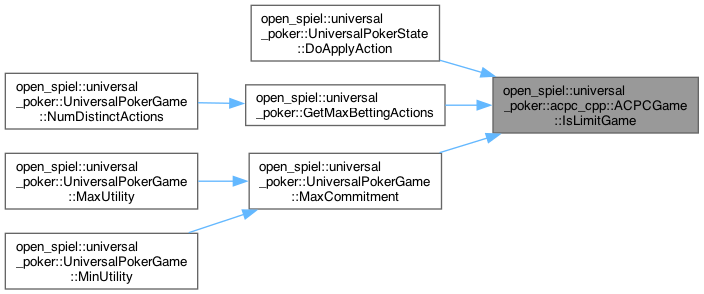 open_spiel::universal
_poker::UniversalPokerState
::DoApplyAction
open_spiel::universal
_poker::UniversalPokerGame
::NumDistinctActions
open_spiel::universal
_poker::GetMaxBettingActions
open_spiel::universal
_poker::acpc_cpp::ACPCGame
::IsLimitGame
open_spiel::universal
_poker::UniversalPokerGame
::MaxUtility
open_spiel::universal
_poker::UniversalPokerGame
::MaxCommitment
open_spiel::universal
_poker::UniversalPokerGame
::MinUtility